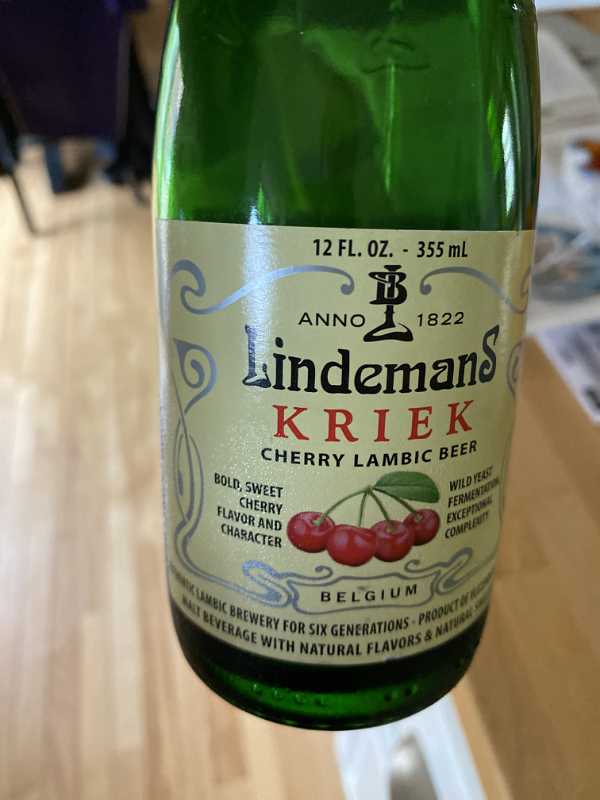 12 FL. OZ. - 355 mL
LB
ANNO 1822
Lindemans
KRIEK
CHERRY LAMBIC BEER
BOLD, SWEET
CHERRY
FLAVOR AND
CHARACTER
WILD YEAST
FERMENTATION
EXCEPTIONAL
COMPLEXITY
BELGIUM
LAMBIC BREWERY FOR SIX GENERATIONS - PRODUCT OF
MALT BEVERAGE WITH NATURAL FLAVORS & NATURAL